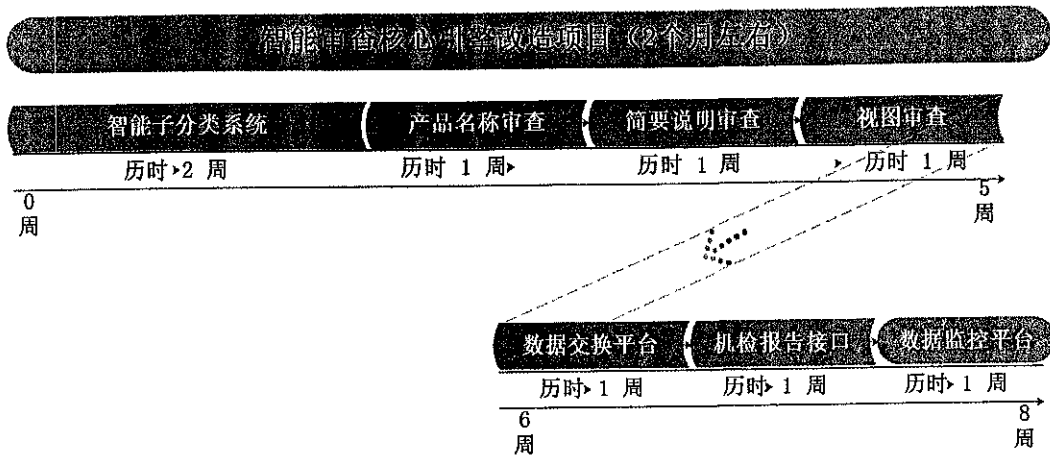 智能审查核心引擎改造项目（2个月左右）
智能子分类系统 产品名称审查 简要说明审查 视图审查
历时 2 周 历时 1 周 历时 1 周 历时 1 周
0 5
周 周
数据交换平台 机检报告接口 数据监控平台
历时 1 周 历时 1 周 历时 1 周
6 8
周 周